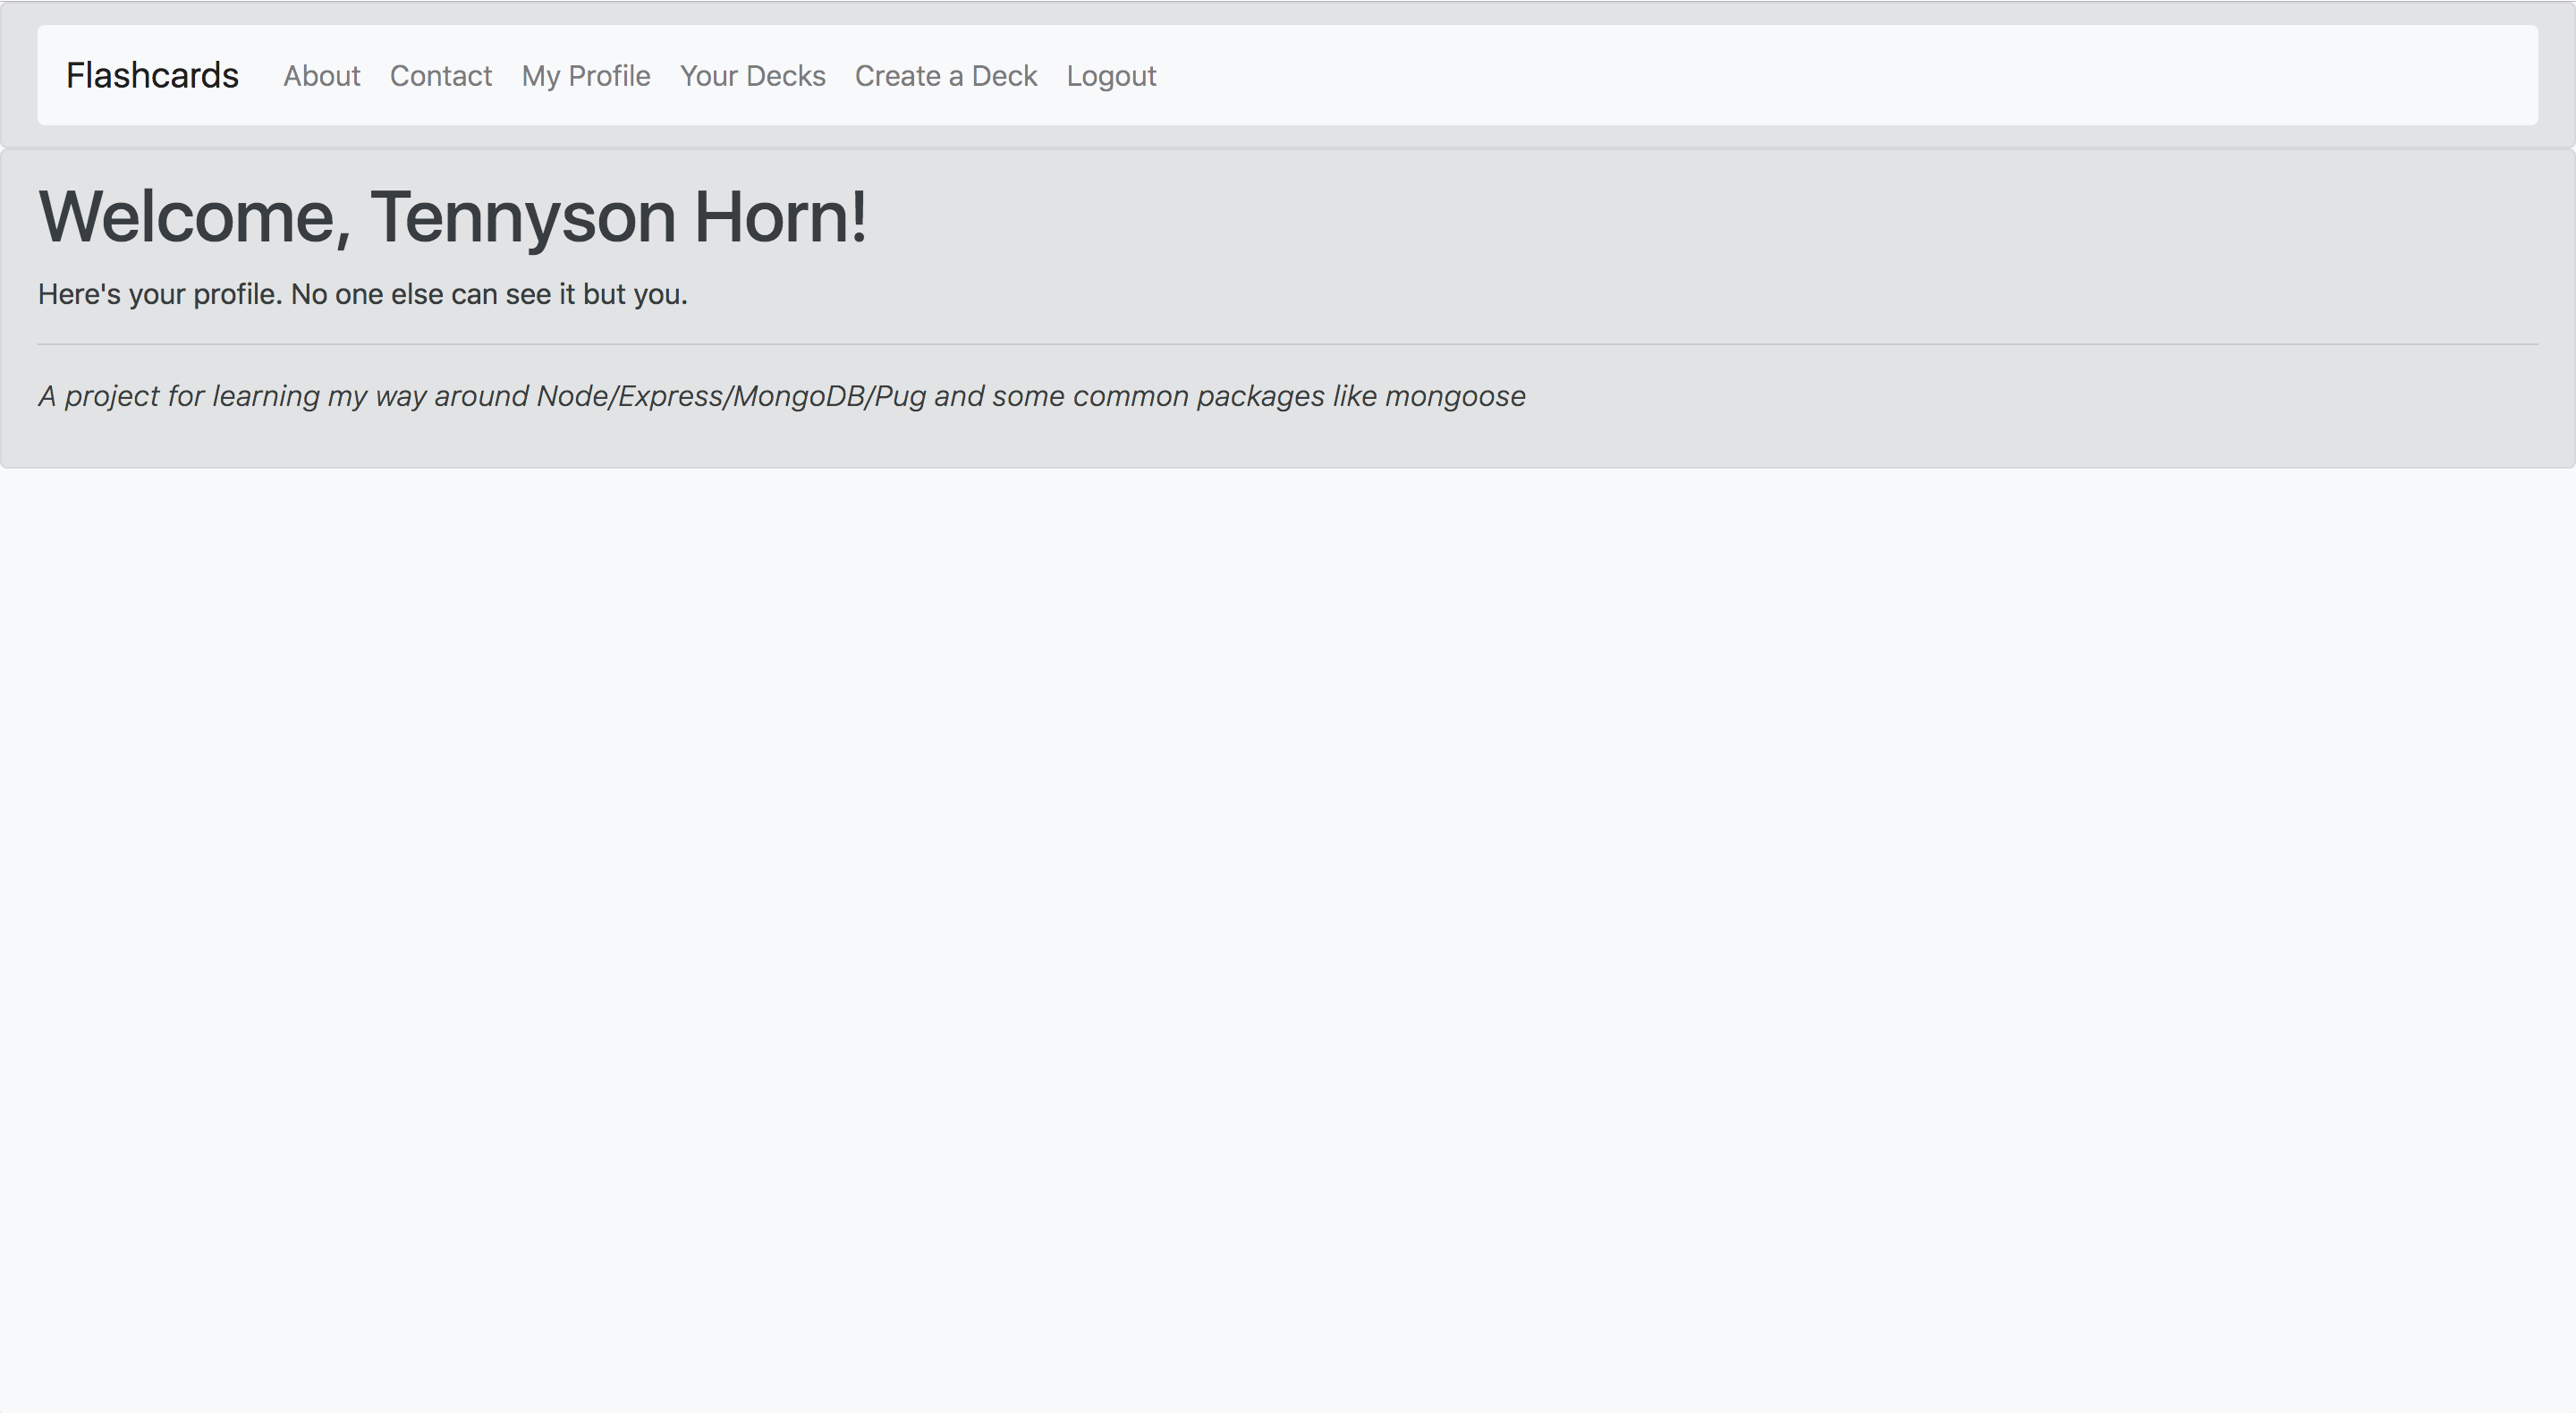 Flashcards About Contact My Profile Your Decks Create a Deck Logout
Welcome, Tennyson Horn!
Here's your profile. No one else can see it but you.
A project for learning my way around Node/Express/MongoDB/Pug and some common packages like mongoose